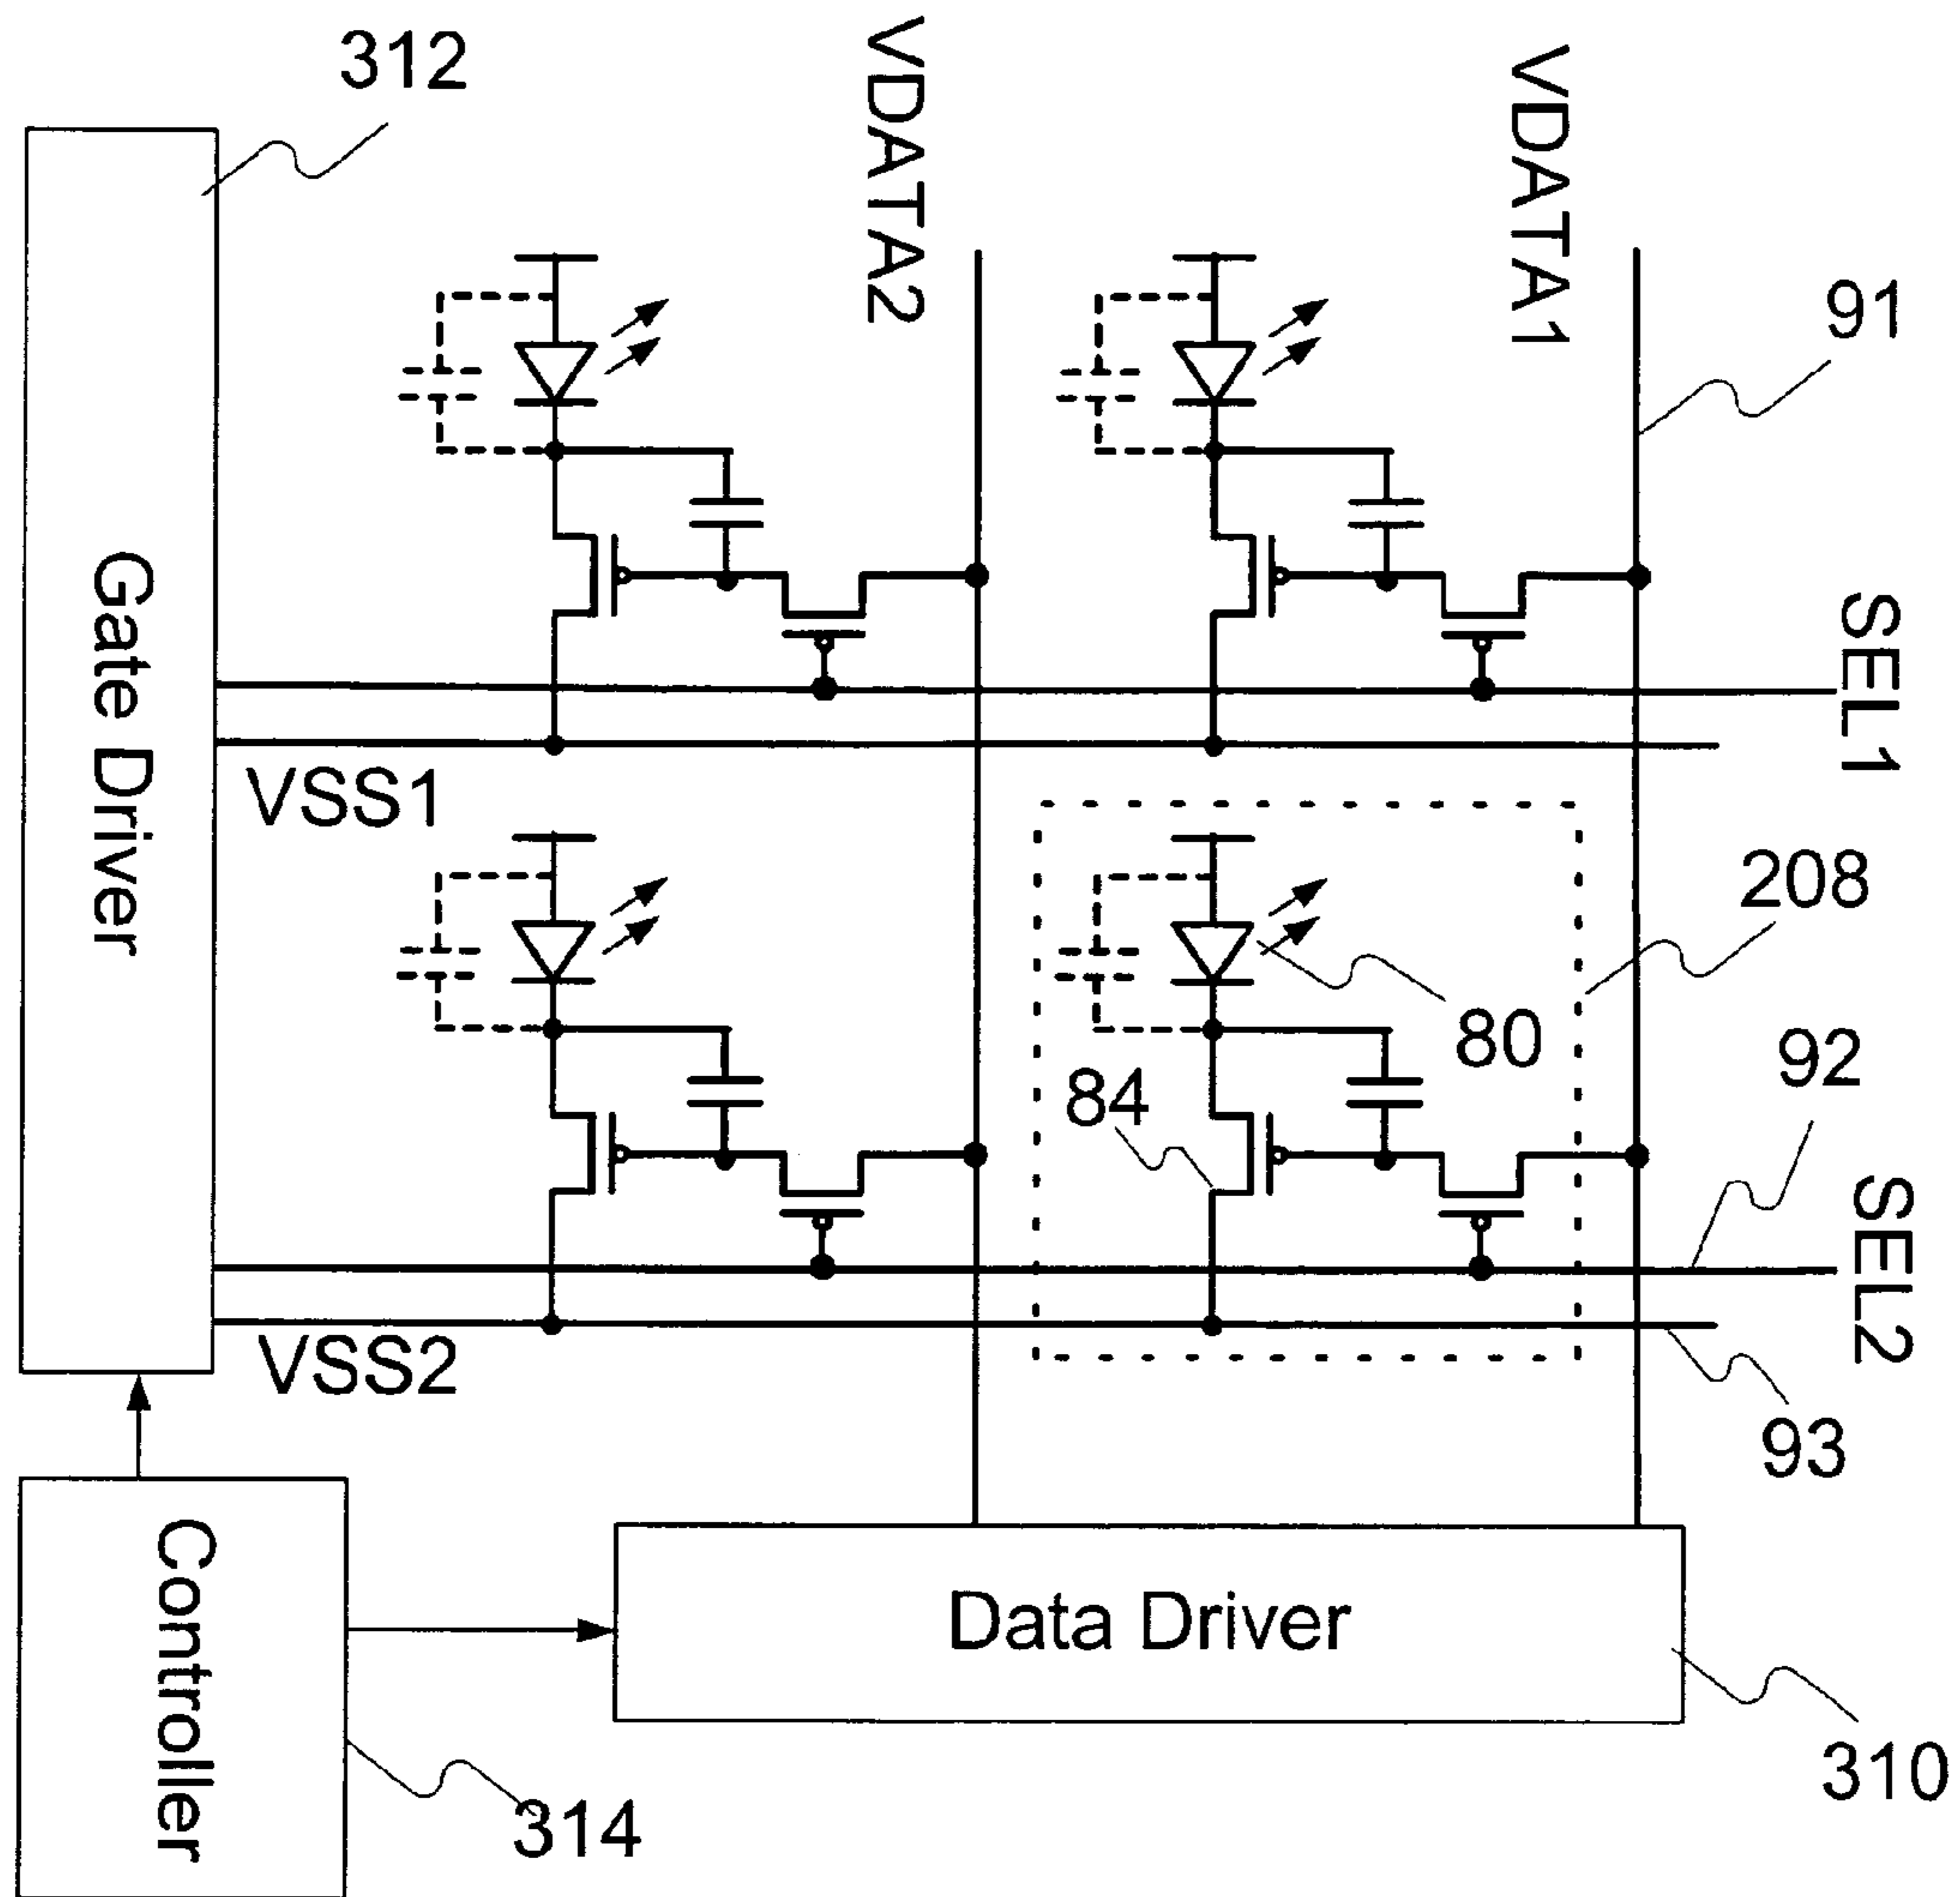 312
VDATA2
VDATA1
91
SEL1
Gate Driver
VSS1
208
80
84
92
SEL2
VSS2
93
Controller
Data Driver
310
314